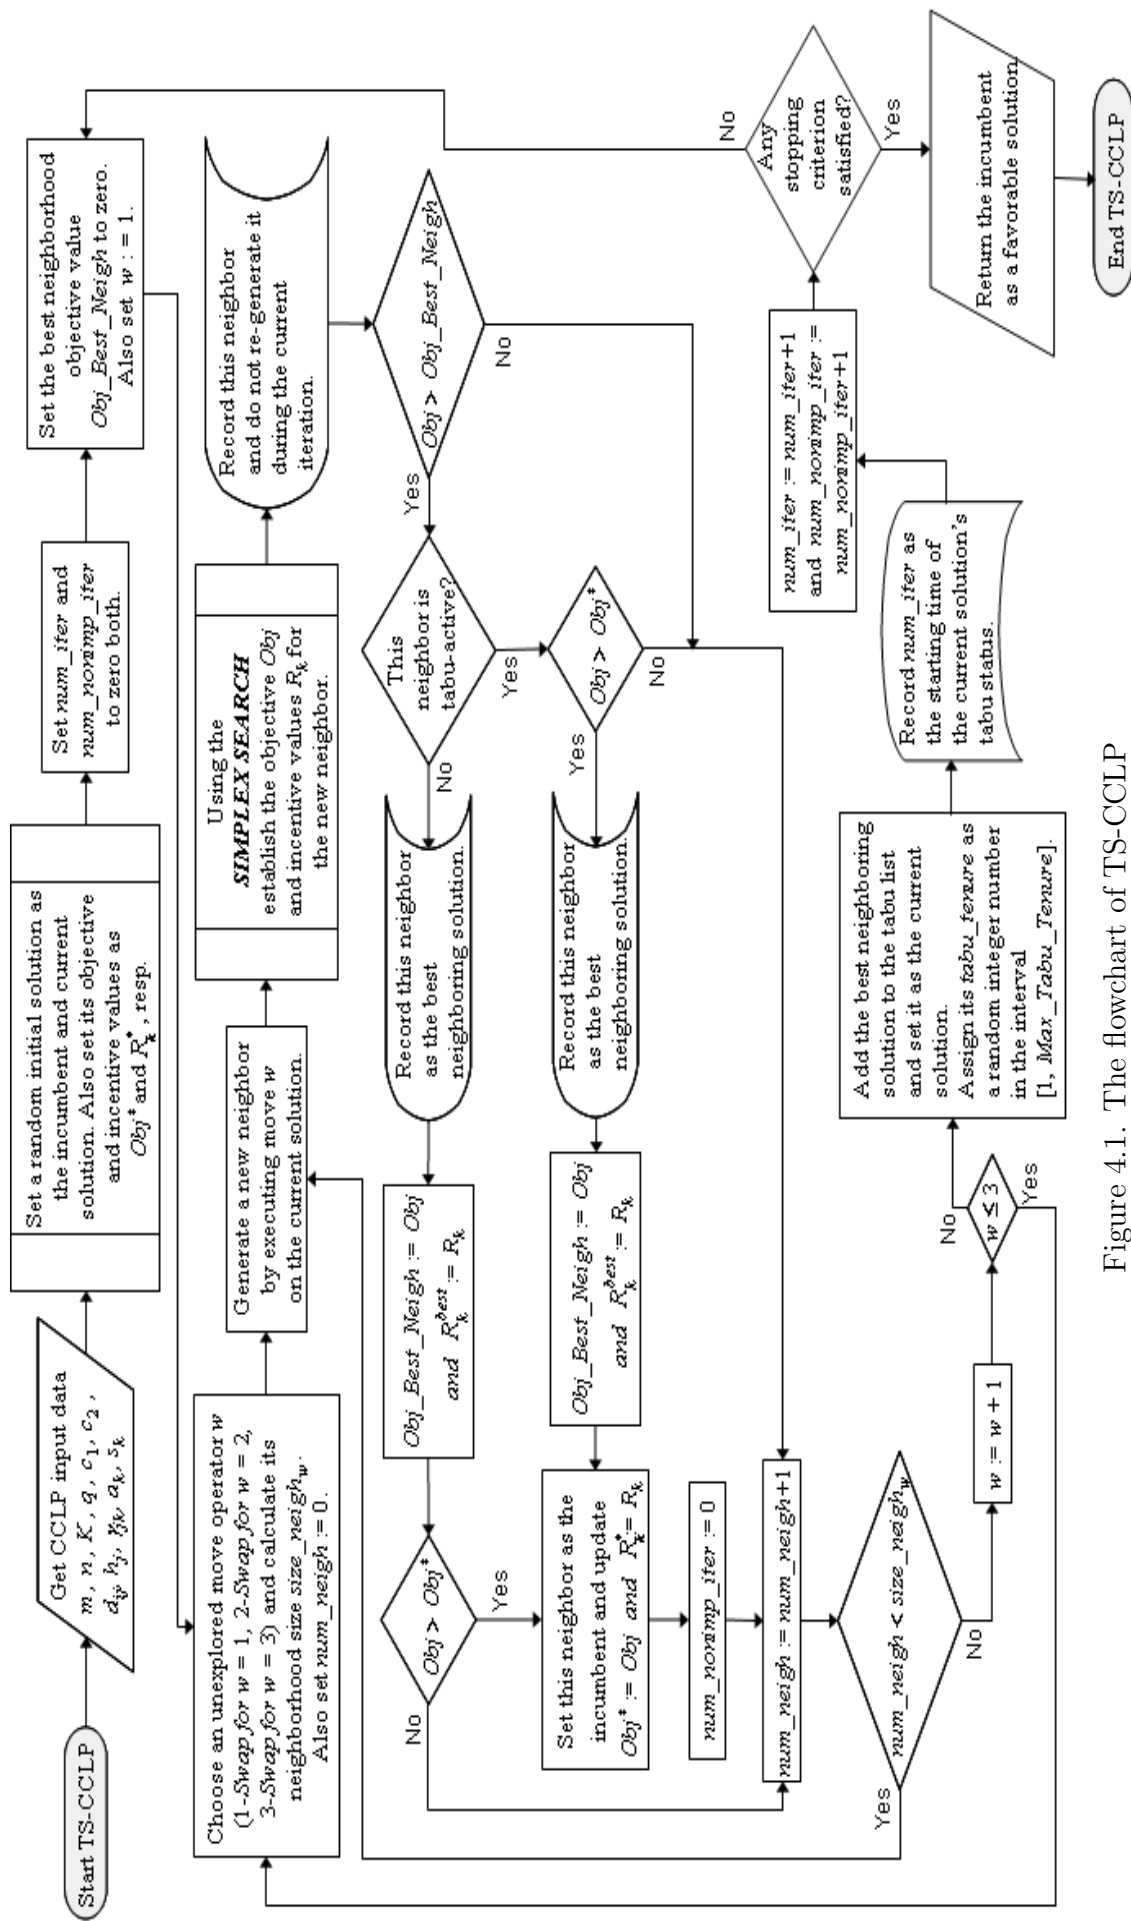 Start TS-CCLP
Get CCLP input data
m, n, K, q, c₁, c₂,
dᵢⱼ, hⱼ, γⱼₖ, aₖ, sₖ
Set a random initial solution as
the incumbent and current
solution. Also set its objective
and incentive values as
Obj* and Rₖ*, resp.
Set num_iter and
num_nonimp_iter
to zero both.
Set the best neighborhood
objective value
Obj_Best_Neigh to zero.
Also set w := 1.
Choose an unexplored move operator w
(1-Swap for w = 1, 2-Swap for w = 2,
3-Swap for w = 3) and calculate its
neighborhood size size_neigh_w.
Also set num_neigh := 0.
Generate a new neighbor
by executing move w
on the current solution.
Using the
SIMPLEX SEARCH
establish the objective Obj
and incentive values Rₖ for
the new neighbor.
Record this neighbor
and do not re-generate it
during the current
iteration.
Obj > Obj_Best_Neigh
Yes
No
This
neighbor is
tabu-active?
No
Yes
Record this neighbor
as the best
neighboring solution.
Obj_Best_Neigh := Obj
and Rₖ^best := Rₖ
Obj > Obj*
No
Yes
Obj > Obj*
Yes
No
Record this neighbor
as the best
neighboring solution.
Obj_Best_Neigh := Obj
and Rₖ^best := Rₖ
Set this neighbor as the
incumbent and update
Obj* := Obj and Rₖ* := Rₖ
num_nonimp_iter := 0
num_neigh := num_neigh+1
num_neigh < size_neigh_w
Yes
No
w := w + 1
w ≤ 3
No
Yes
Add the best neighboring
solution to the tabu list
and set it as the current
solution.
Assign its tabu_tenure as
a random integer number
in the interval
[1, Max_Tabu_Tenure].
Record num_iter as
the starting time of
the current solution's
tabu status.
num_iter := num_iter+1
and num_nonimp_iter :=
num_nonimp_iter+1
Any
stopping
criterion
satisfied?
No
Yes
Return the incumbent
as a favorable solution
End TS-CCLP
Figure 4.1. The flowchart of TS-CCLP